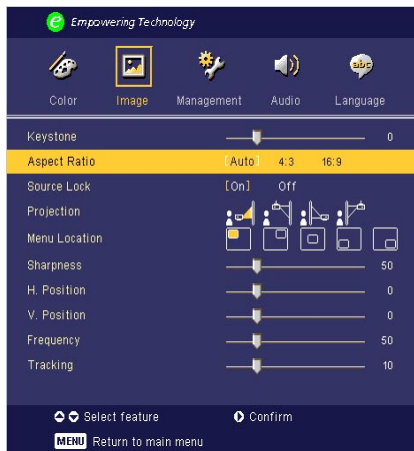 e Empowering Technology
abc
Color Image Management Audio Language
Keystone 0
Aspect Ratio [Auto] 4:3 16:9
Source Lock [On] Off
Projection
Menu Location
Sharpness 50
H. Position 0
V. Position 0
Frequency 50
Tracking 10
Select feature Confirm
MENU Return to main menu